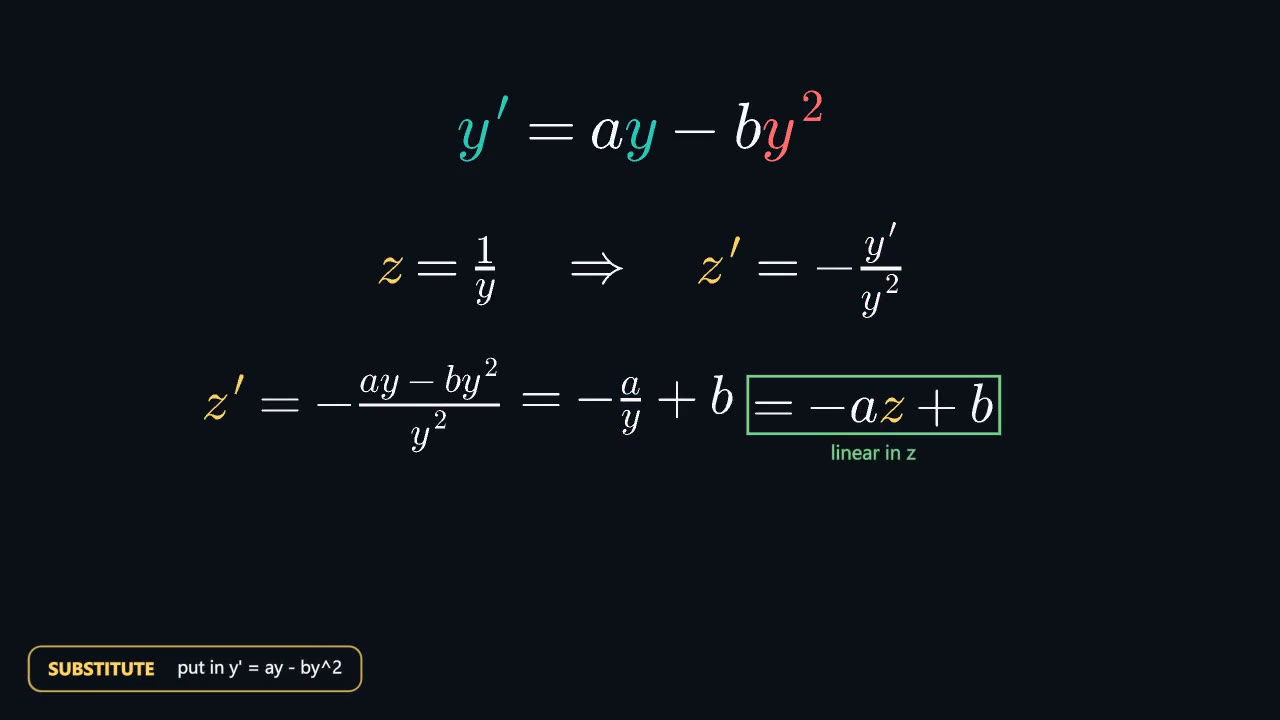 y' = ay − by²
z = 1/y ⇒ z' = −y'/y²
z' = −(ay − by²)/y² = −a/y + b = −az + b
linear in z
SUBSTITUTE put in y' = ay - by^2